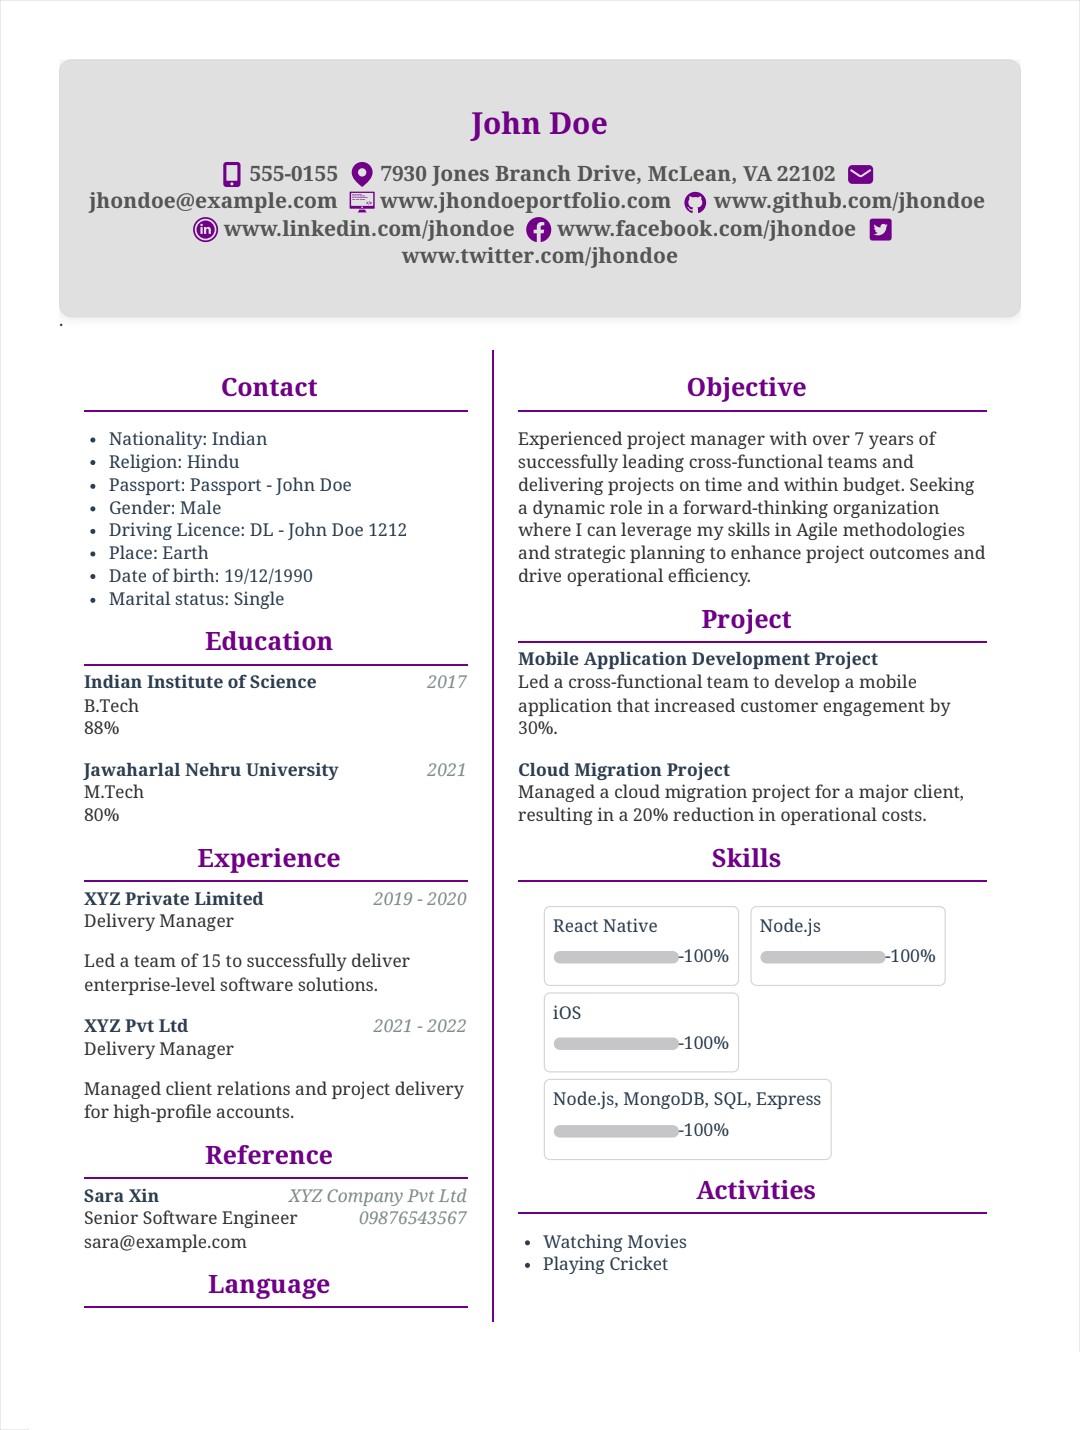 John Doe
555-0155 7930 Jones Branch Drive, McLean, VA 22102
jhondoe@example.com www.jhondoeportfolio.com www.github.com/jhondoe
www.linkedin.com/jhondoe www.facebook.com/jhondoe
www.twitter.com/jhondoe
.
Contact
• Nationality: Indian
• Religion: Hindu
• Passport: Passport - John Doe
• Gender: Male
• Driving Licence: DL - John Doe 1212
• Place: Earth
• Date of birth: 19/12/1990
• Marital status: Single
Education
Indian Institute of Science 2017
B.Tech
88%
Jawaharlal Nehru University 2021
M.Tech
80%
Experience
XYZ Private Limited 2019 - 2020
Delivery Manager
Led a team of 15 to successfully deliver
enterprise-level software solutions.
XYZ Pvt Ltd 2021 - 2022
Delivery Manager
Managed client relations and project delivery
for high-profile accounts.
Reference
Sara Xin XYZ Company Pvt Ltd
Senior Software Engineer 09876543567
sara@example.com
Language
Objective
Experienced project manager with over 7 years of
successfully leading cross-functional teams and
delivering projects on time and within budget. Seeking
a dynamic role in a forward-thinking organization
where I can leverage my skills in Agile methodologies
and strategic planning to enhance project outcomes and
drive operational efficiency.
Project
Mobile Application Development Project
Led a cross-functional team to develop a mobile
application that increased customer engagement by
30%.
Cloud Migration Project
Managed a cloud migration project for a major client,
resulting in a 20% reduction in operational costs.
Skills
React Native
-100%
Node.js
-100%
iOS
-100%
Node.js, MongoDB, SQL, Express
-100%
Activities
• Watching Movies
• Playing Cricket